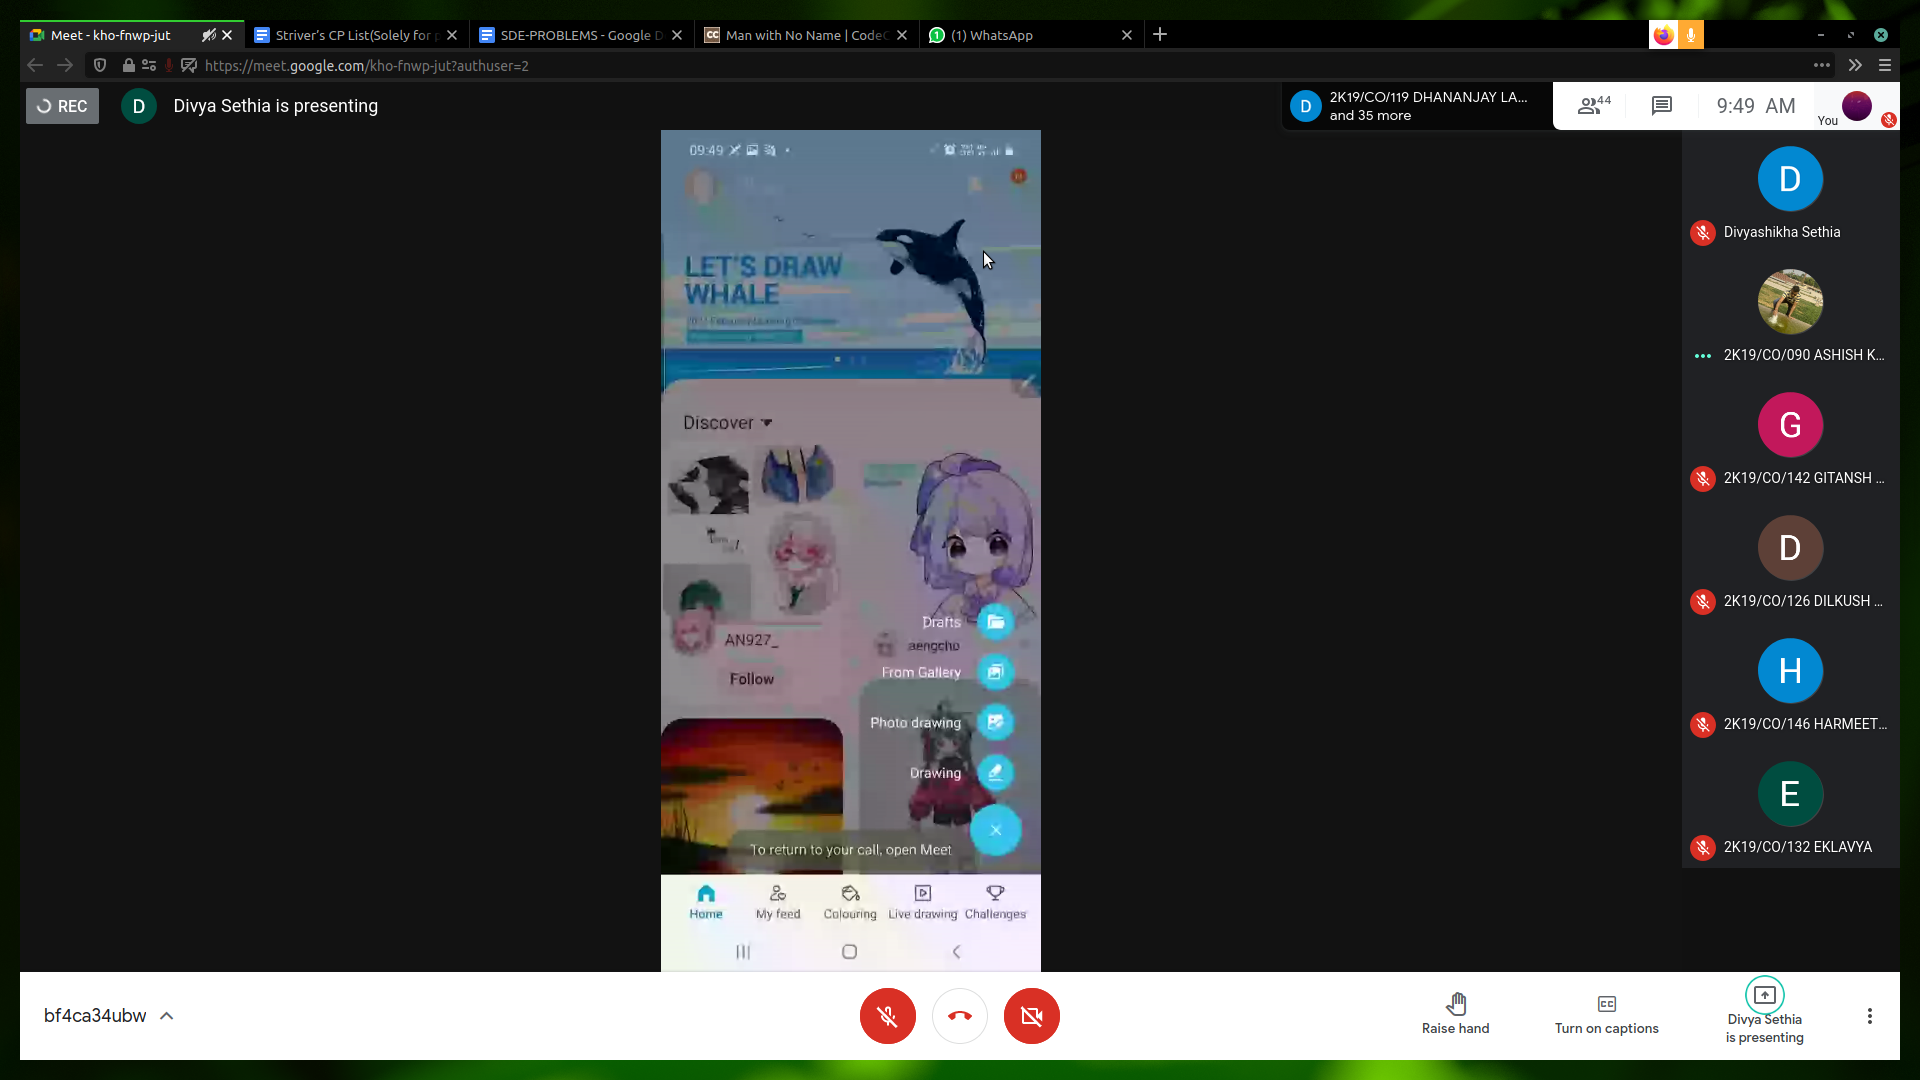 Meet - kho-fnwp-jut
Striver's CP List(Solely for p
SDE-PROBLEMS - Google D
CC Man with No Name | CodeC
(1) WhatsApp
https://meet.google.com/kho-fnwp-jut?authuser=2
REC
D
Divya Sethia is presenting
D
2K19/CO/119 DHANANJAY LA...
and 35 more
44
9:49 AM
You
09:49
LET'S DRAW
WHALE
Discover
AN927_
Follow
Drafts
aengcho
From Gallery
Photo drawing
Drawing
To return to your call, open Meet
Home
My feed
Colouring
Live drawing
Challenges
D
Divyashikha Sethia
2K19/CO/090 ASHISH K...
G
2K19/CO/142 GITANSH ...
D
2K19/CO/126 DILKUSH ...
H
2K19/CO/146 HARMEET...
E
2K19/CO/132 EKLAVYA
bf4ca34ubw
Raise hand
Turn on captions
Divya Sethia
is presenting